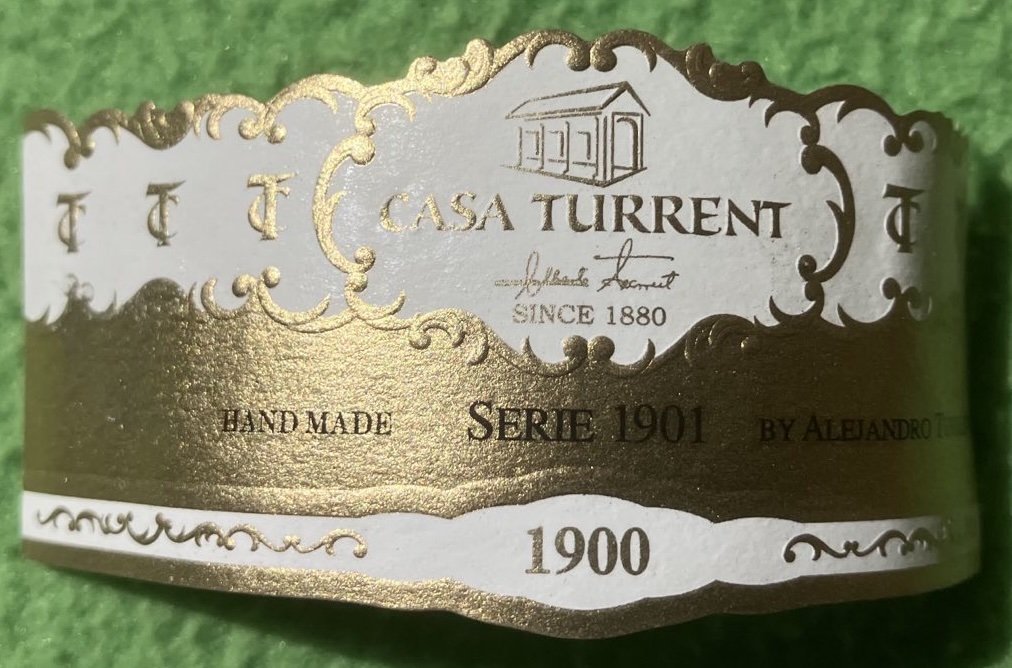 CASA TURRENT
SINCE 1880
HAND MADE SERIE 1901 BY ALEJANDRO
1900